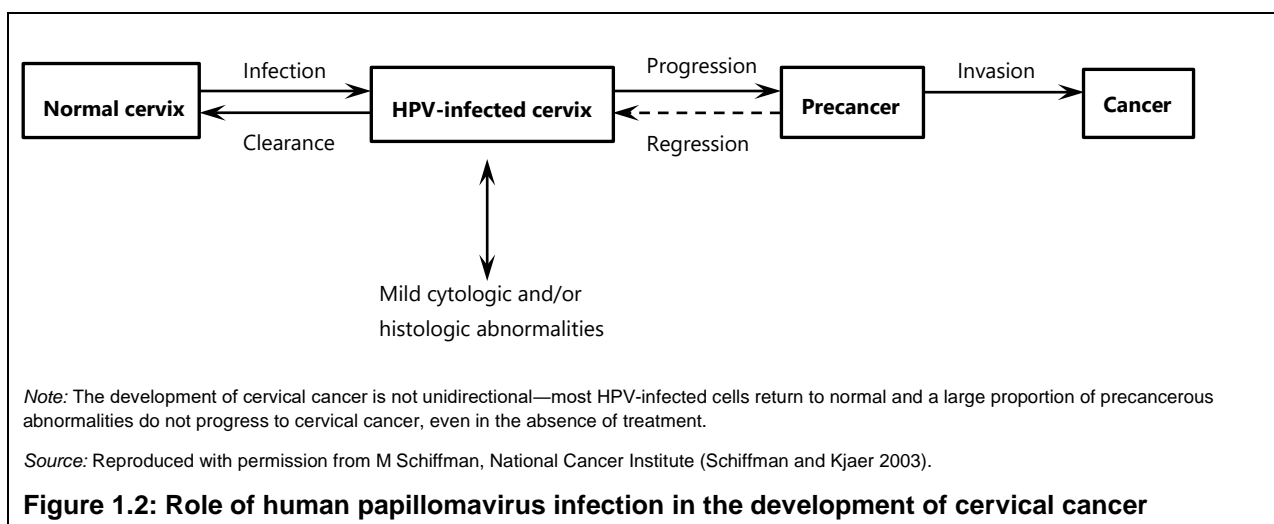 Infection
Progression
Invasion
Normal cervix
HPV-infected cervix
Precancer
Cancer
Clearance
Regression
Mild cytologic and/or
histologic abnormalities
Note: The development of cervical cancer is not unidirectional—most HPV-infected cells return to normal and a large proportion of precancerous
abnormalities do not progress to cervical cancer, even in the absence of treatment.
Source: Reproduced with permission from M Schiffman, National Cancer Institute (Schiffman and Kjaer 2003).
Figure 1.2: Role of human papillomavirus infection in the development of cervical cancer